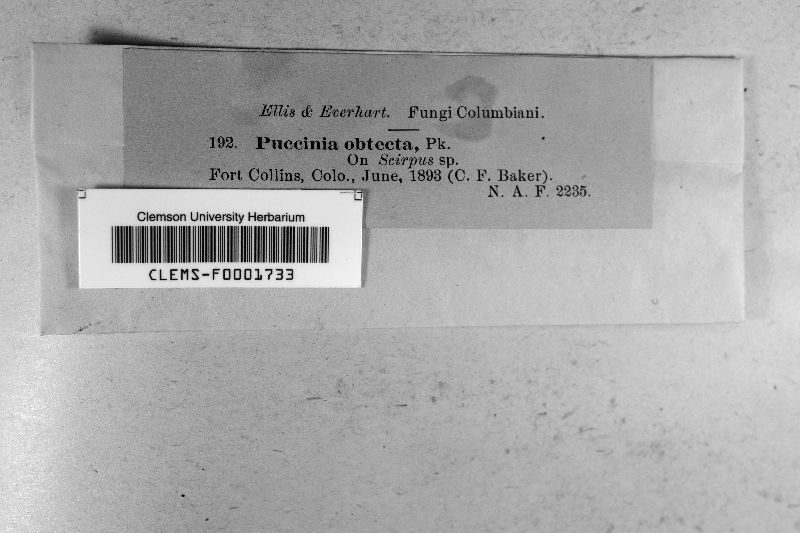 Ellis & Everhart. Fungi Columbiani.
192. Puccinia obtecta, Pk.
On Scirpus sp.
Fort Collins, Colo., June, 1893 (C. F. Baker).
N. A. F. 2235.
Clemson University Herbarium
CLEMS-F0001733